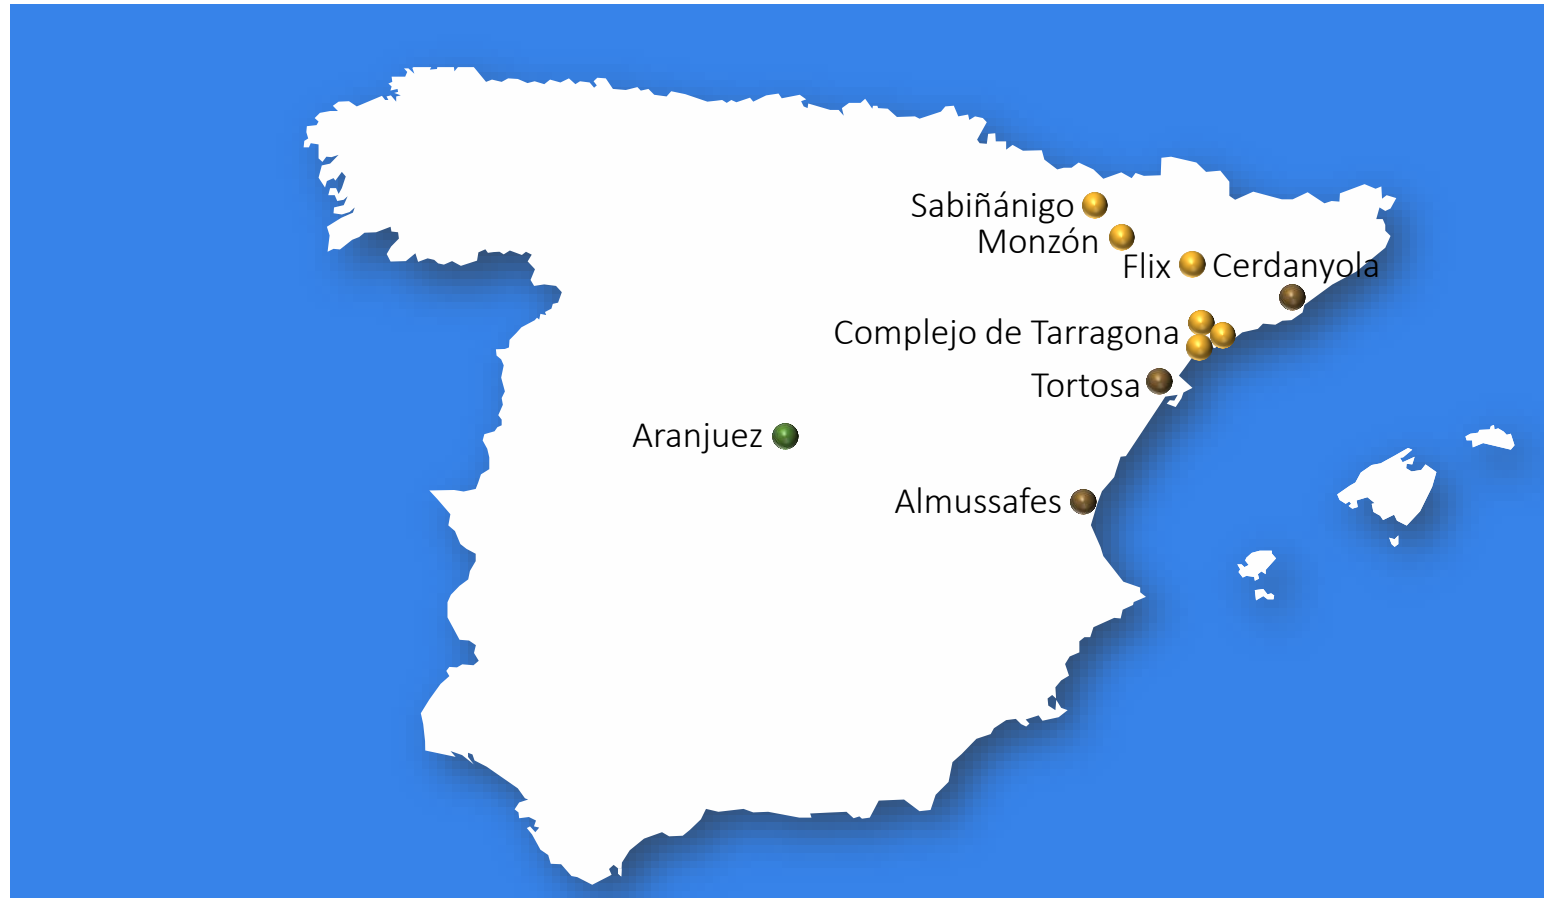 Sabiñánigo
Monzón
Flix
Cerdanyola
Complejo de Tarragona
Tortosa
Aranjuez
Almussafes